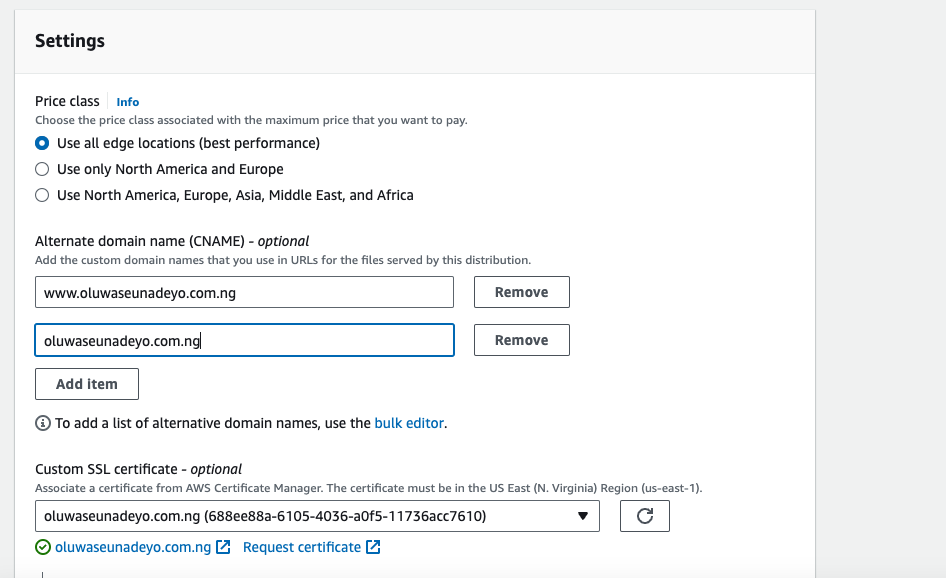 Settings
Price class Info
Choose the price class associated with the maximum price that you want to pay.
Use all edge locations (best performance)
Use only North America and Europe
Use North America, Europe, Asia, Middle East, and Africa
Alternate domain name (CNAME) - optional
Add the custom domain names that you use in URLs for the files served by this distribution.
www.oluwaseunadeyo.com.ng Remove
oluwaseunadeyo.com.ng Remove
Add item
To add a list of alternative domain names, use the bulk editor.
Custom SSL certificate - optional
Associate a certificate from AWS Certificate Manager. The certificate must be in the US East (N. Virginia) Region (us-east-1).
oluwaseunadeyo.com.ng (688ee88a-6105-4036-a0f5-11736acc7610)
oluwaseunadeyo.com.ng Request certificate